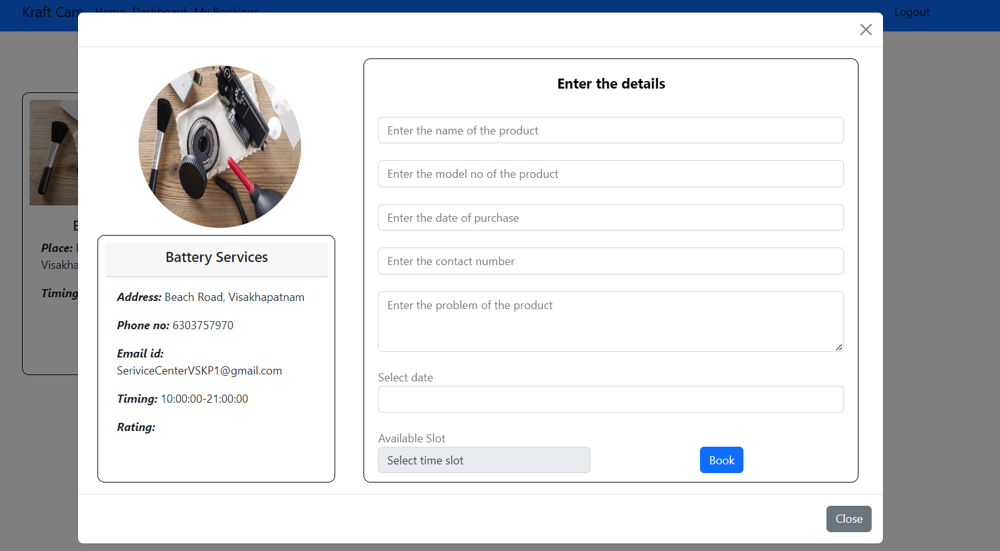 Kraft Cam Home Dashboard My Bookings Logout
Enter the details
Enter the name of the product
Enter the model no of the product
Enter the date of purchase
Enter the contact number
Enter the problem of the product
Select date
Available Slot
Select time slot
Book
Battery Services
Address: Beach Road, Visakhapatnam
Phone no: 6303757970
Email id:
SeriviceCenterVSKP1@gmail.com
Timing: 10:00:00-21:00:00
Rating:
Place:
Visakha
Timing
Close